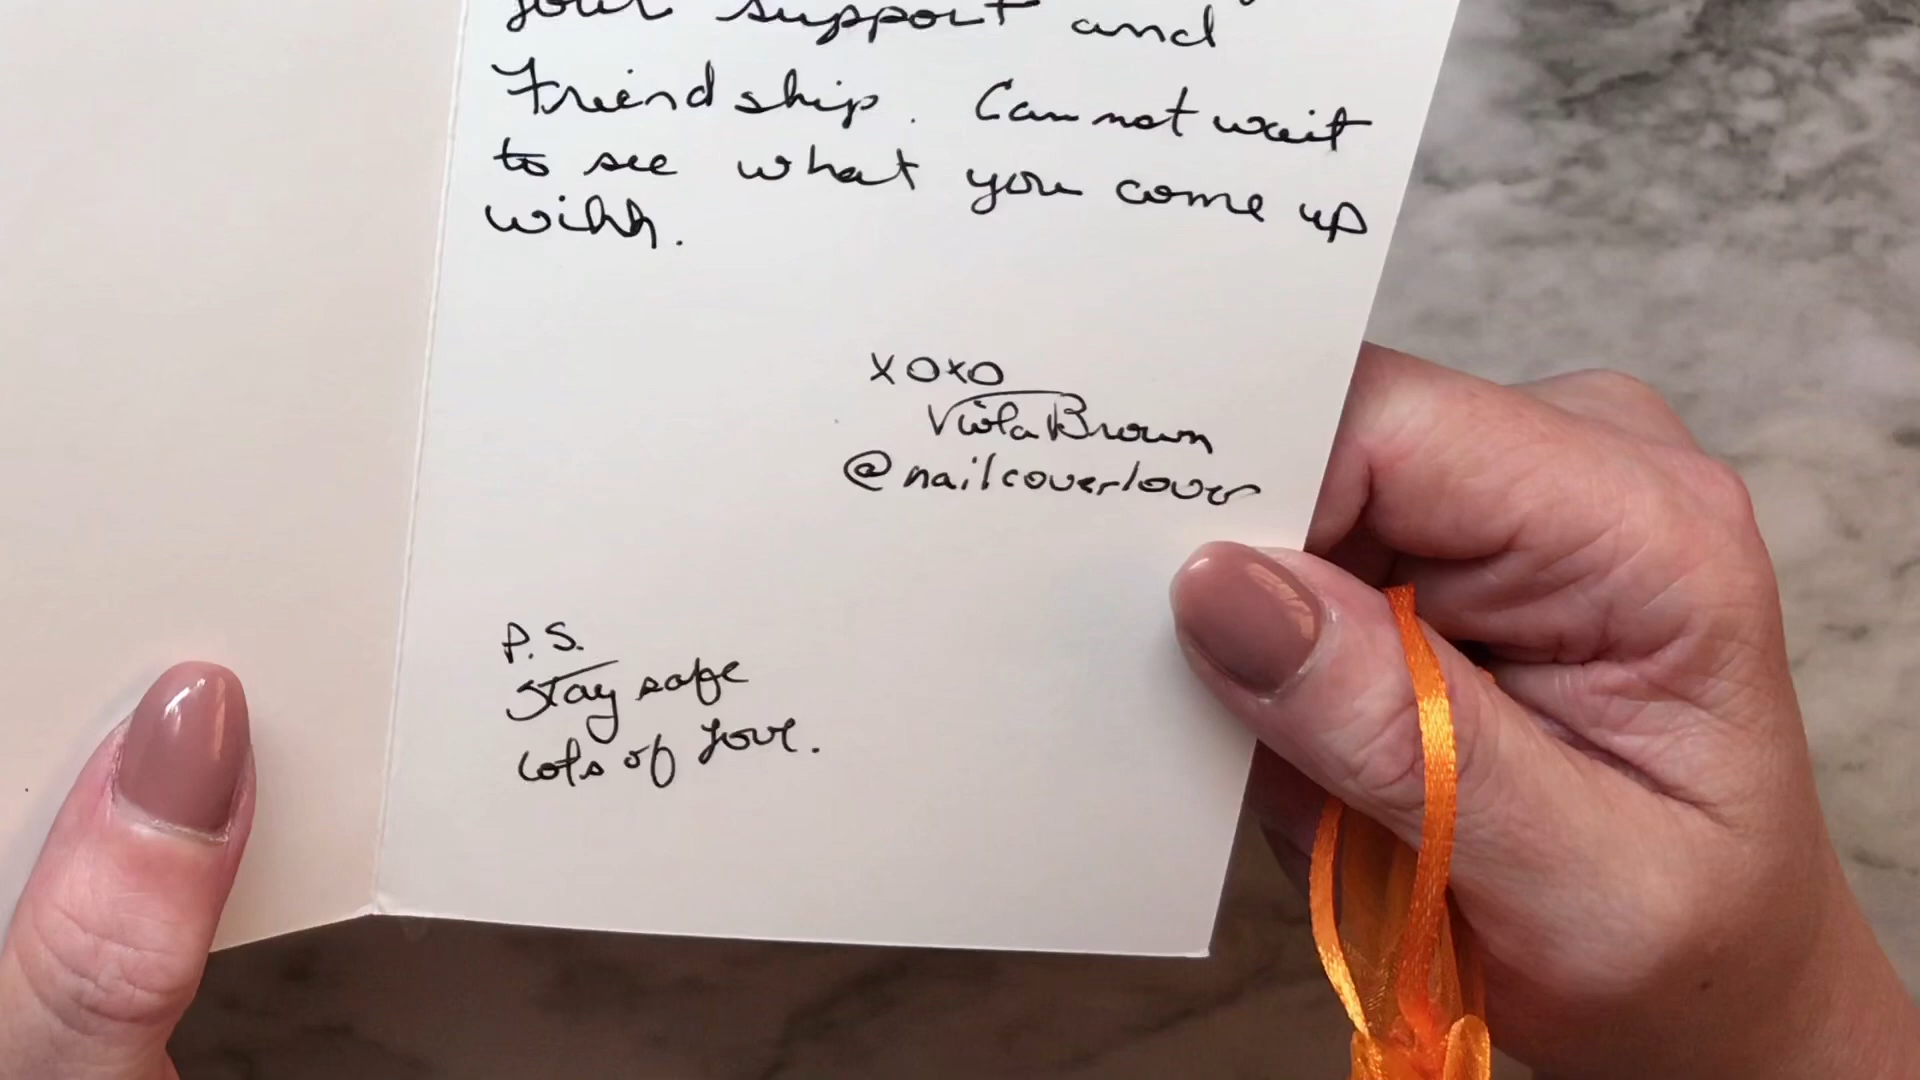 your support and
Friendship. Can not wait
to see what you come up
with.
XOXO
Viola Brown
@nailcoverlover
P.S.
Stay safe
Lots of Love.